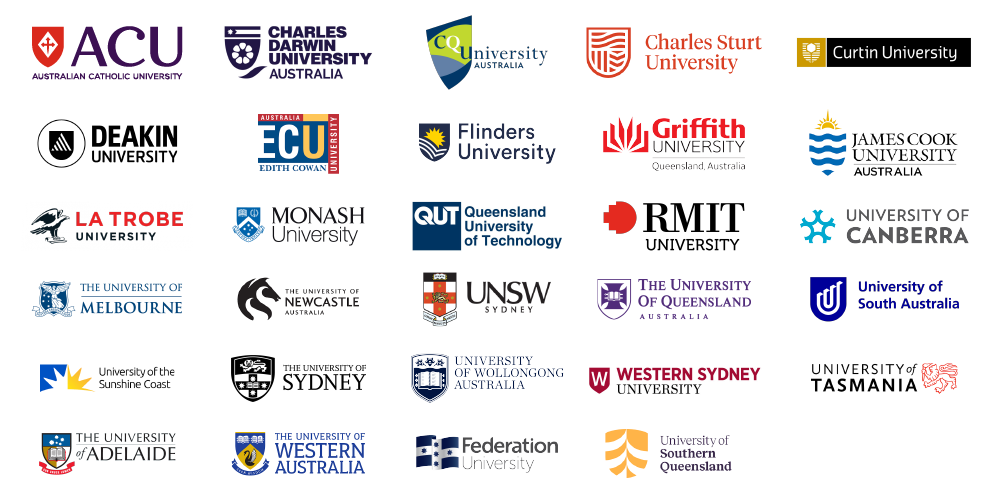 ACU
AUSTRALIAN CATHOLIC UNIVERSITY
CHARLES
DARWIN
UNIVERSITY
AUSTRALIA
CQUniversity
AUSTRALIA
Charles Sturt
University
Curtin University
DEAKIN
UNIVERSITY
AUSTRALIA
ECU
UNIVERSITY
EDITH COWAN
Flinders
University
Griffith
UNIVERSITY
Queensland, Australia
JAMES COOK
UNIVERSITY
AUSTRALIA
LA TROBE
UNIVERSITY
MONASH
University
QUT
Queensland
University
of Technology
RMIT
UNIVERSITY
UNIVERSITY OF
CANBERRA
THE UNIVERSITY OF
MELBOURNE
THE UNIVERSITY OF
NEWCASTLE
AUSTRALIA
UNSW
SYDNEY
THE UNIVERSITY
OF QUEENSLAND
AUSTRALIA
University of
South Australia
University of the
Sunshine Coast
THE UNIVERSITY OF
SYDNEY
UNIVERSITY
OF WOLLONGONG
AUSTRALIA
W
WESTERN SYDNEY
UNIVERSITY
UNIVERSITY of
TASMANIA
THE UNIVERSITY
of ADELAIDE
THE UNIVERSITY OF
WESTERN
AUSTRALIA
Federation
University
University of
Southern
Queensland